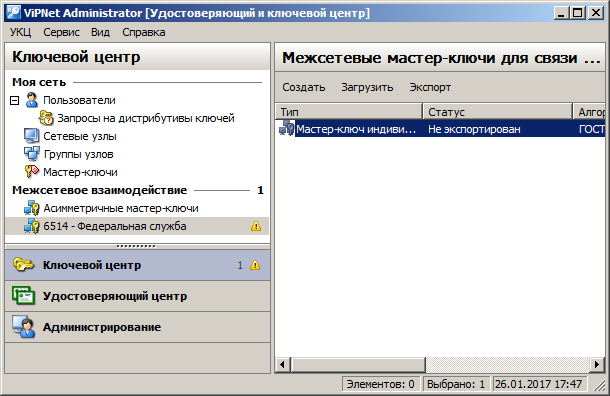 ViPNet Administrator [Удостоверяющий и ключевой центр]
УКЦ Сервис Вид Справка
Ключевой центр
Моя сеть
Пользователи
Запросы на дистрибутивы ключей
Сетевые узлы
Группы узлов
Мастер-ключи
Межсетевое взаимодействие 1
Асимметричные мастер-ключи
6514 - Федеральная служба
Ключевой центр 1
Удостоверяющий центр
Администрирование
Межсетевые мастер-ключи для связи ...
Создать Загрузить Экспорт
Тип Статус Алгор
Мастер-ключ индиви... Не экспортирован ГОСТ
Элементов: 0 Выбрано: 1 26.01.2017 17:47